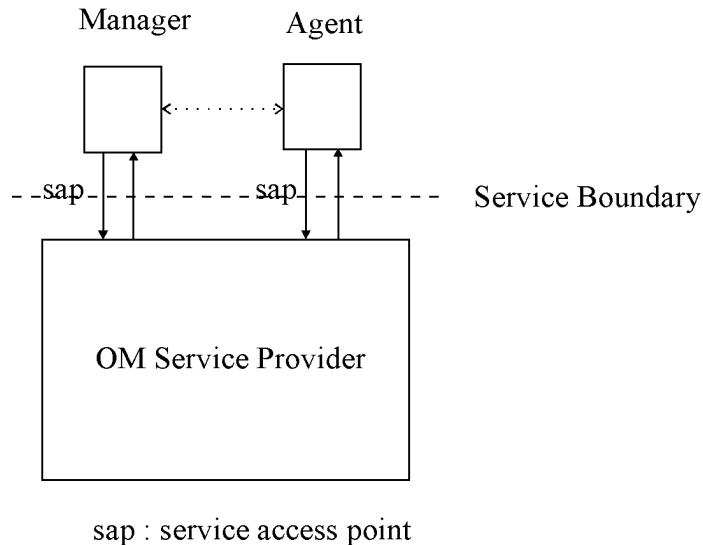 Manager
Agent
sap
sap
Service Boundary
OM Service Provider
sap : service access point